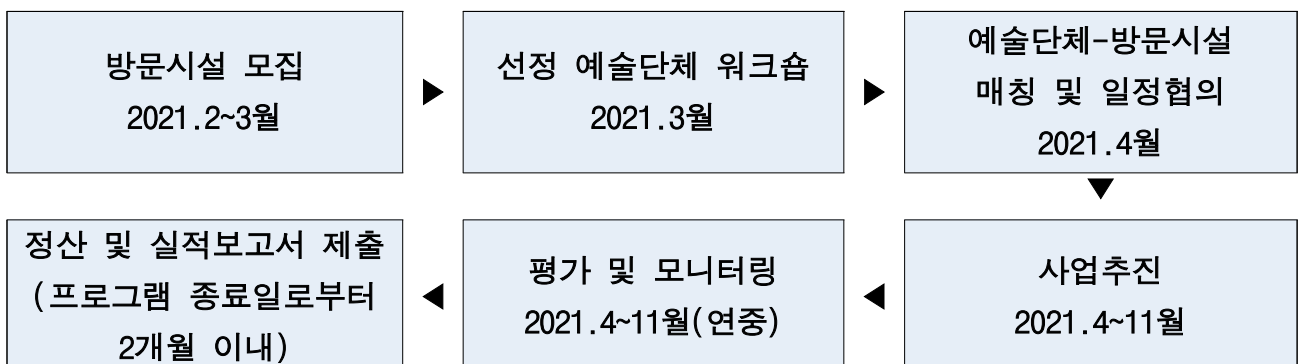 방문시설 모집
2021.2~3월
선정 예술단체 워크숍
2021.3월
예술단체-방문시설
매칭 및 일정협의
2021.4월
사업추진
2021.4~11월
평가 및 모니터링
2021.4~11월(연중)
정산 및 실적보고서 제출
(프로그램 종료일로부터
2개월 이내)